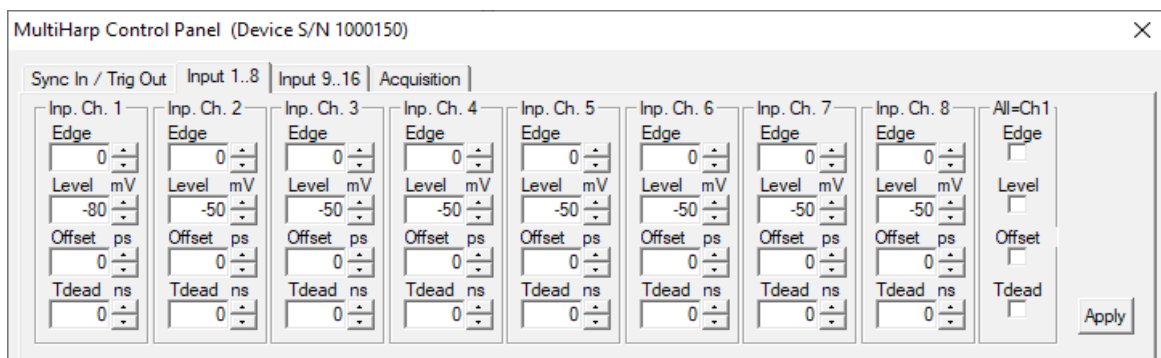 MultiHarp Control Panel (Device S/N 1000150)
Sync In / Trig Out Input 1..8 Input 9..16 Acquisition
Inp. Ch. 1 Inp. Ch. 2 Inp. Ch. 3 Inp. Ch. 4 Inp. Ch. 5 Inp. Ch. 6 Inp. Ch. 7 Inp. Ch. 8 All=Ch1
Edge Edge Edge Edge Edge Edge Edge Edge Edge
0 0 0 0 0 0 0 0
Level mV Level mV Level mV Level mV Level mV Level mV Level mV Level mV Level
-80 -50 -50 -50 -50 -50 -50 -50
Offset ps Offset ps Offset ps Offset ps Offset ps Offset ps Offset ps Offset ps Offset
0 0 0 0 0 0 0 0
Tdead ns Tdead ns Tdead ns Tdead ns Tdead ns Tdead ns Tdead ns Tdead ns Tdead
0 0 0 0 0 0 0 0 Apply